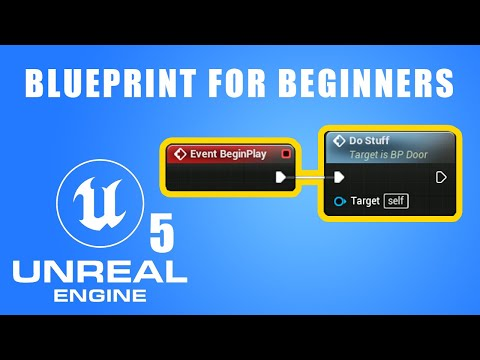 BLUEPRINT FOR BEGINNERS
Event BeginPlay
Do Stuff
Target is BP Door
Target self
5
UNREAL
ENGINE